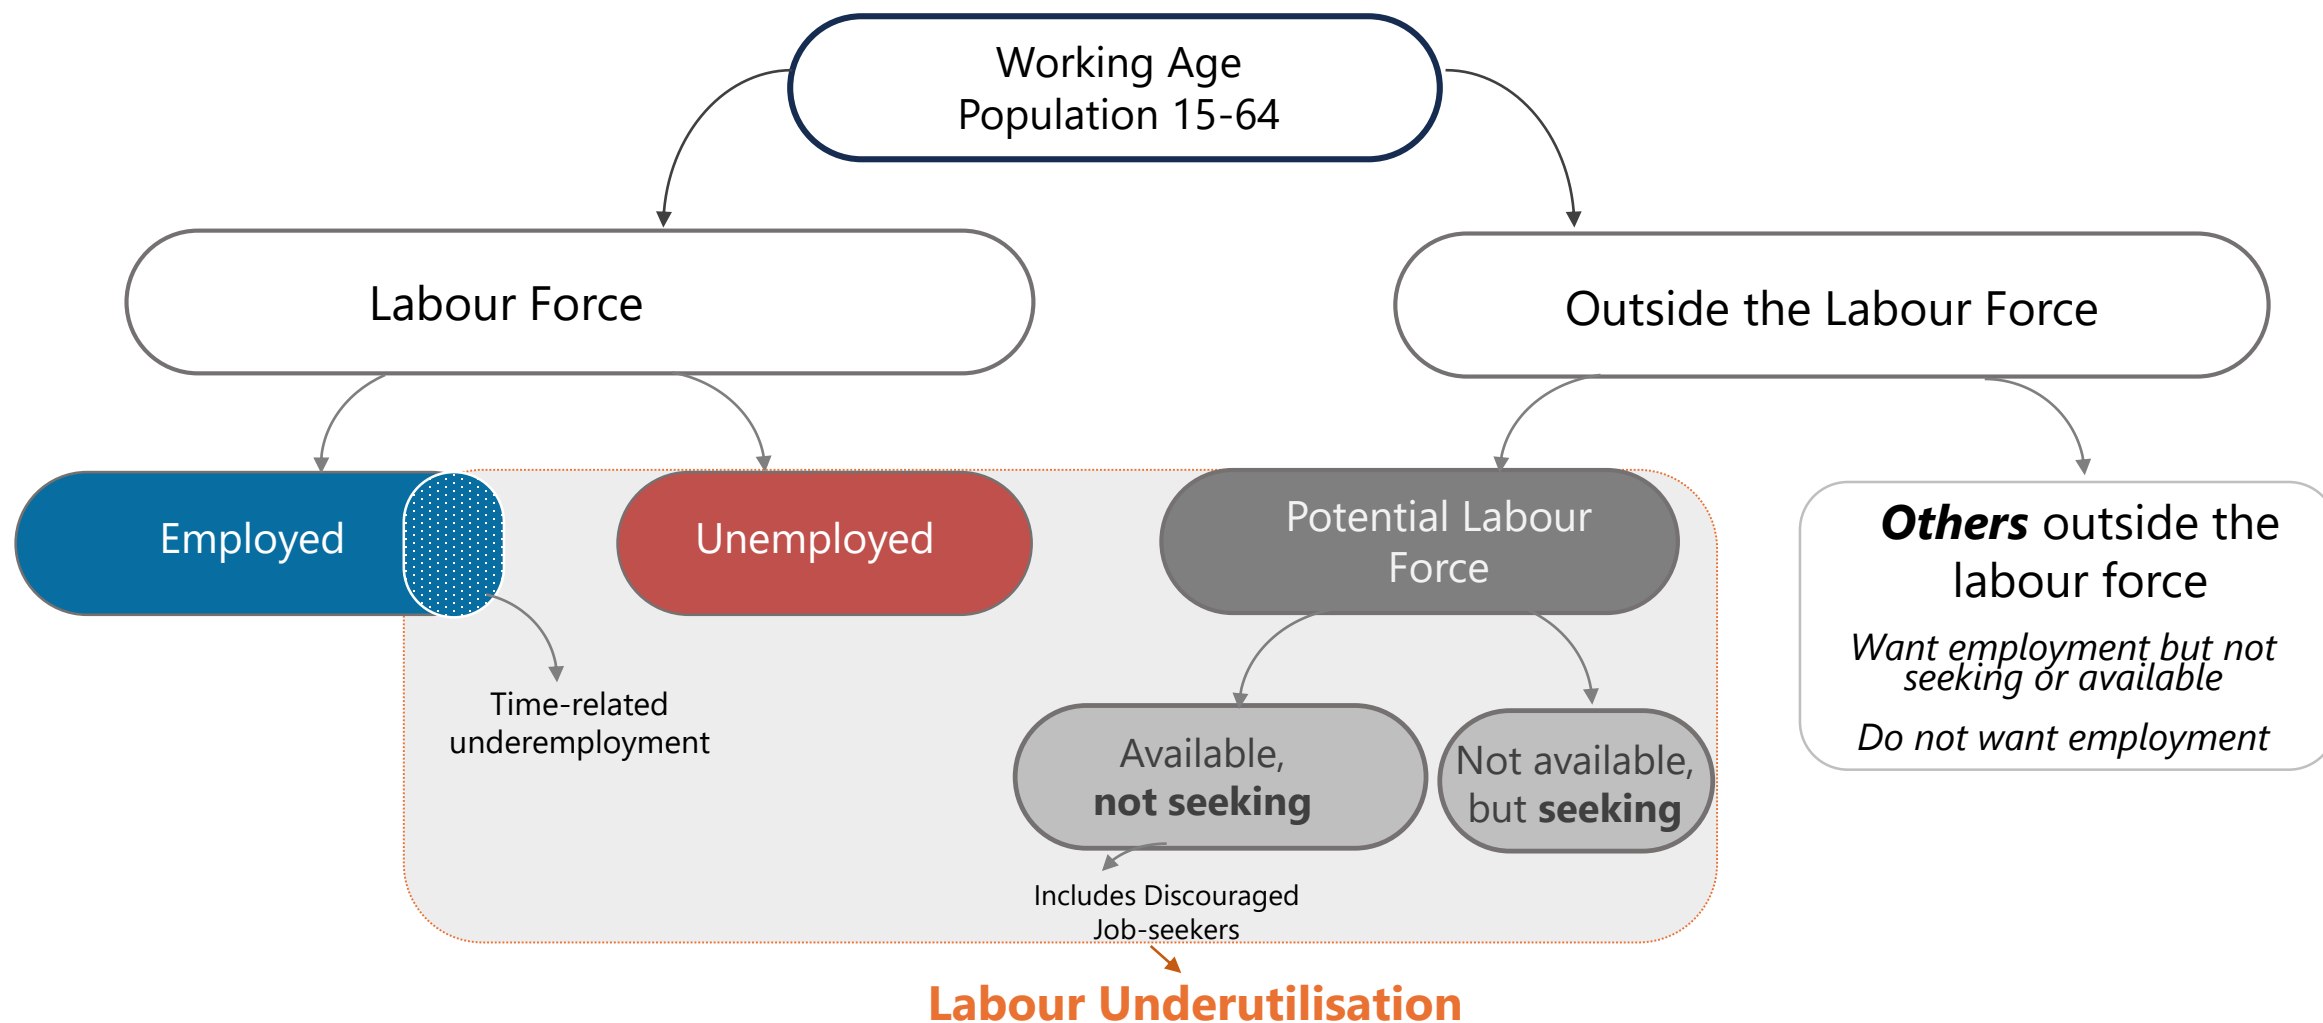 Working Age
Population 15-64
Labour Force
Outside the Labour Force
Employed
Unemployed
Potential Labour
Force
Others outside the
labour force
Want employment but not
seeking or available
Do not want employment
Time-related
underemployment
Available,
not seeking
Not available,
but seeking
Includes Discouraged
Job-seekers
Labour Underutilisation